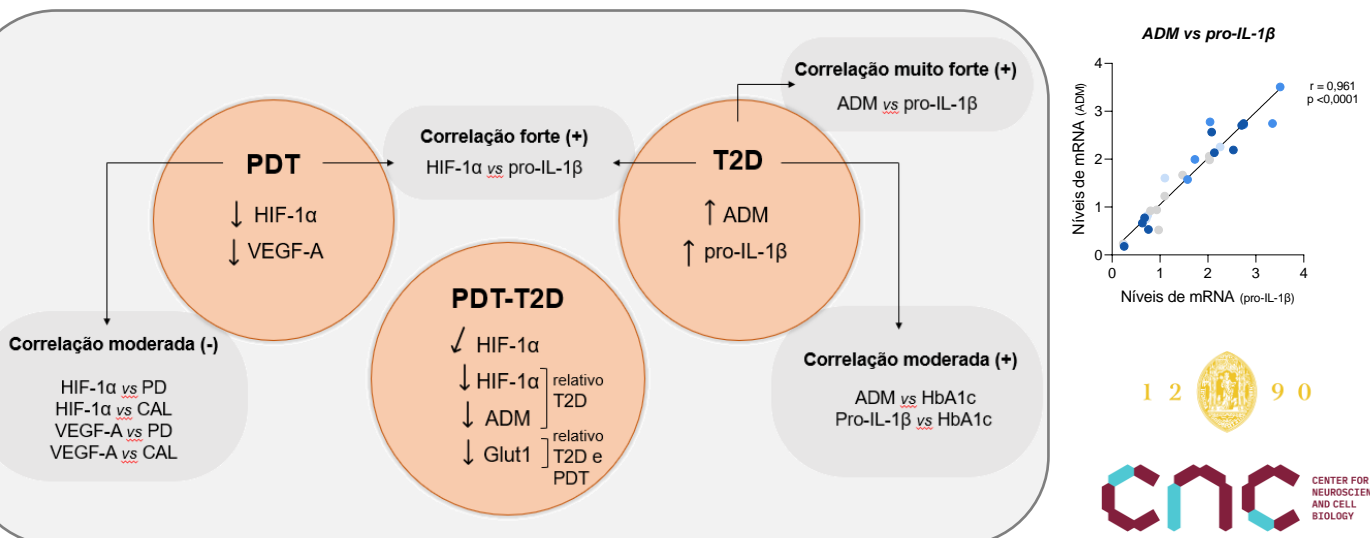 Correlação muito forte (+)
ADM vs pro-IL-1β
Correlação forte (+)
HIF-1α vs pro-IL-1β
PDT
↓ HIF-1α
↓ VEGF-A
T2D
↑ ADM
↑ pro-IL-1β
PDT-T2D
↙ HIF-1α
↓ HIF-1α
↓ ADM
relativo
T2D
↓ Glut1
relativo
T2D e
PDT
Correlação moderada (-)
HIF-1α vs PD
HIF-1α vs CAL
VEGF-A vs PD
VEGF-A vs CAL
Correlação moderada (+)
ADM vs HbA1c
Pro-IL-1β vs HbA1c
ADM vs pro-IL-1β
r = 0,961
p <0,0001
Níveis de mRNA (ADM)
4
3
2
1
0
0 1 2 3 4
Níveis de mRNA (pro-IL-1β)
1 2 9 0
cnc
CENTER FOR
NEUROSCIEN
AND CELL
BIOLOGY